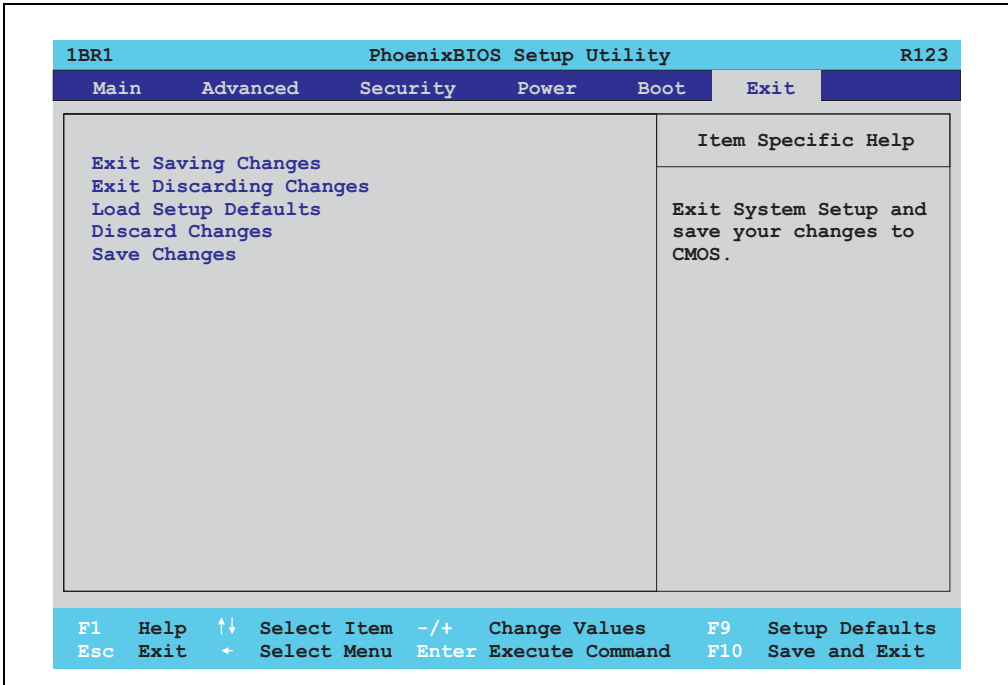 1BR1 PhoenixBIOS Setup Utility R123
Main Advanced Security Power Boot Exit
Item Specific Help
Exit Saving Changes
Exit Discarding Changes
Load Setup Defaults
Discard Changes
Save Changes
Exit System Setup and
save your changes to
CMOS.
F1 Help ↑↓ Select Item -/+ Change Values F9 Setup Defaults
Esc Exit ← Select Menu Enter Execute Command F10 Save and Exit